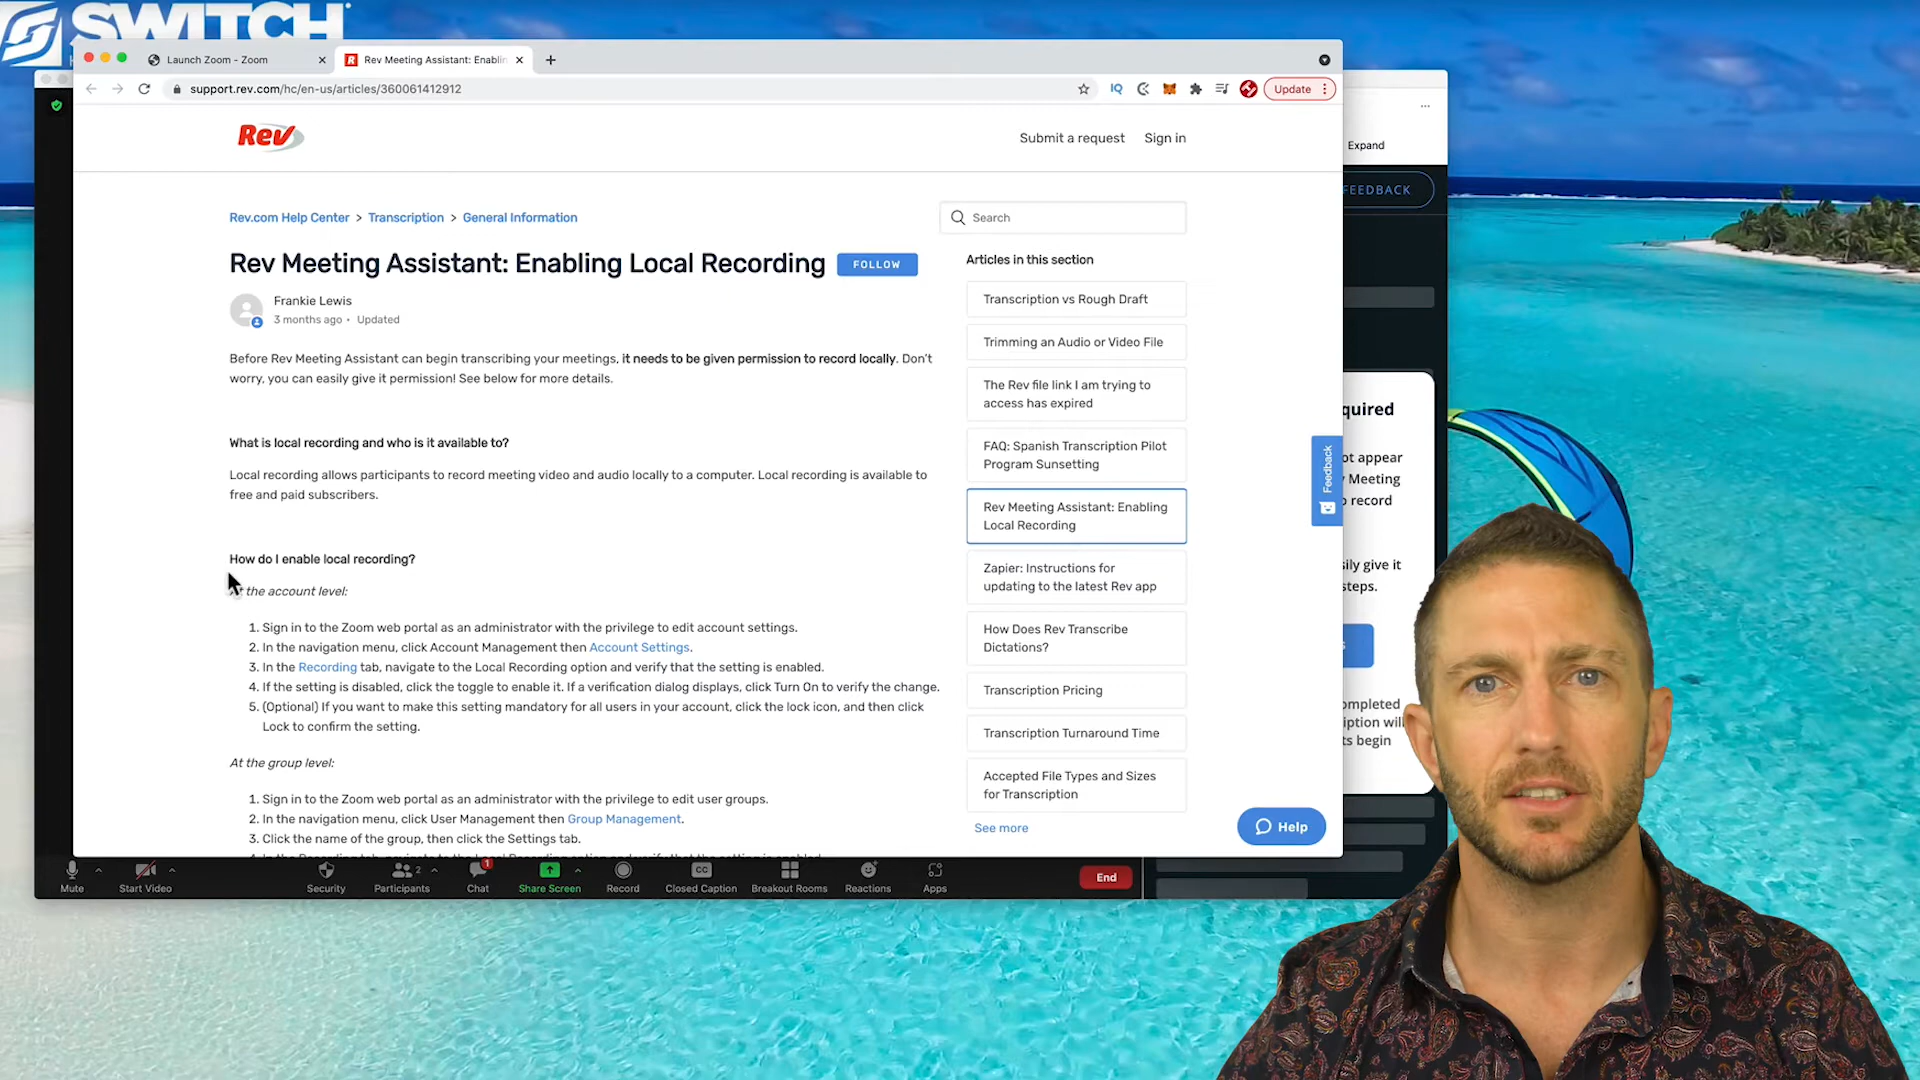 SWITCH
Launch Zoom - Zoom
Rev Meeting Assistant: Enablin
support.rev.com/hc/en-us/articles/360061412912
IQ
Update
Expand
Rev
Submit a request
Sign in
FEEDBACK
Rev.com Help Center > Transcription > General Information
Search
Rev Meeting Assistant: Enabling Local Recording
FOLLOW
Frankie Lewis
3 months ago • Updated
Before Rev Meeting Assistant can begin transcribing your meetings, it needs to be given permission to record locally. Don't
worry, you can easily give it permission! See below for more details.
What is local recording and who is it available to?
Local recording allows participants to record meeting video and audio locally to a computer. Local recording is available to
free and paid subscribers.
How do I enable local recording?
the account level:
1. Sign in to the Zoom web portal as an administrator with the privilege to edit account settings.
2. In the navigation menu, click Account Management then Account Settings.
3. In the Recording tab, navigate to the Local Recording option and verify that the setting is enabled.
4. If the setting is disabled, click the toggle to enable it. If a verification dialog displays, click Turn On to verify the change.
5. (Optional) If you want to make this setting mandatory for all users in your account, click the lock icon, and then click
Lock to confirm the setting.
At the group level:
1. Sign in to the Zoom web portal as an administrator with the privilege to edit user groups.
2. In the navigation menu, click User Management then Group Management.
3. Click the name of the group, then click the Settings tab.
Articles in this section
Transcription vs Rough Draft
Trimming an Audio or Video File
The Rev file link I am trying to
access has expired
FAQ: Spanish Transcription Pilot
Program Sunsetting
Rev Meeting Assistant: Enabling
Local Recording
Zapier: Instructions for
updating to the latest Rev app
How Does Rev Transcribe
Dictations?
Transcription Pricing
Transcription Turnaround Time
Accepted File Types and Sizes
for Transcription
See more
Feedback
Help
quired
ot appear
Meeting
record
sily give it
steps.
ompleted
iption will
ts begin
Mute
Start Video
Security
2
Participants
1
Chat
Share Screen
Record
CC
Closed Caption
Breakout Rooms
Reactions
Apps
End